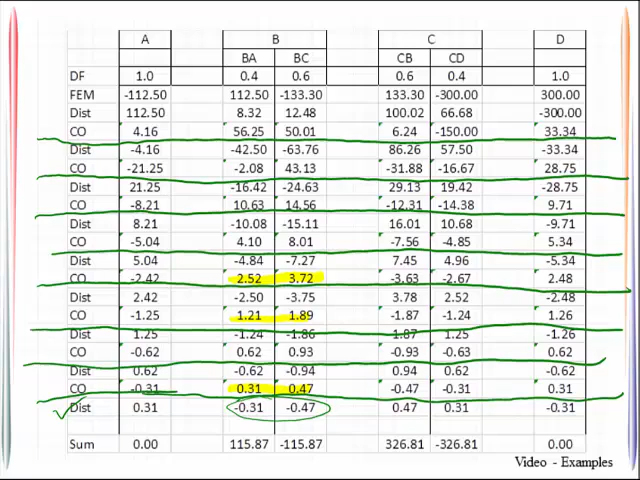 A B C D
BA BC CB CD
DF 1.0 0.4 0.6 0.6 0.4 1.0
FEM -112.50 112.50 -133.30 133.30 -300.00 300.00
Dist 112.50 8.32 12.48 100.02 66.68 -300.00
CO 4.16 56.25 50.01 6.24 -150.00 33.34
Dist -4.16 -42.50 -63.76 86.26 57.50 -33.34
CO -21.25 -2.08 43.13 -31.88 -16.67 28.75
Dist 21.25 -16.42 -24.63 29.13 19.42 -28.75
CO -8.21 10.63 14.56 -12.31 -14.38 9.71
Dist 8.21 -10.08 -15.11 16.01 10.68 -9.71
CO -5.04 4.10 8.01 -7.56 -4.85 5.34
Dist 5.04 -4.84 -7.27 7.45 4.96 -5.34
CO -2.42 2.52 3.72 -3.63 -2.67 2.48
Dist 2.42 -2.50 -3.75 3.78 2.52 -2.48
CO -1.25 1.21 1.89 -1.87 -1.24 1.26
Dist 1.25 -1.24 -1.86 1.87 1.25 -1.26
CO -0.62 0.62 0.93 -0.93 -0.63 0.62
Dist 0.62 -0.62 -0.94 0.94 0.62 -0.62
CO -0.31 0.31 0.47 -0.47 -0.31 0.31
Dist 0.31 -0.31 -0.47 0.47 0.31 -0.31
Sum 0.00 115.87 -115.87 326.81 -326.81 0.00
Video - Examples